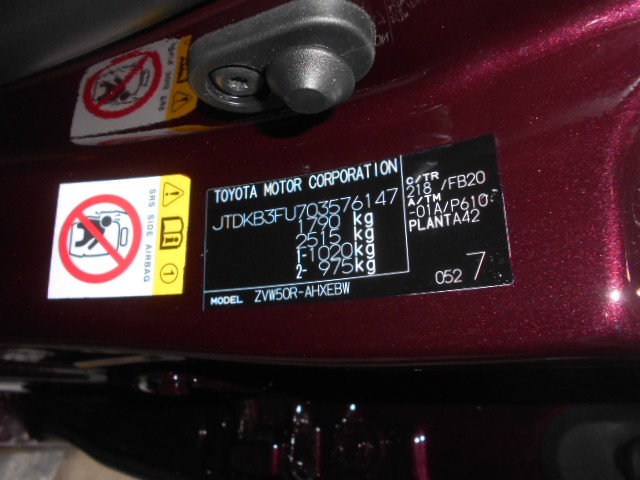 TOYOTA MOTOR CORPORATION
JTDKB3FU703576147
1790 kg
2515 kg
1-1020kg
2- 975kg
MODEL ZVW50R-AHXEBW
C/TR
218 /FB20
A/TM
-01A/P610
PLANTA42
052 7
SRS SIDE AIRBAG
1